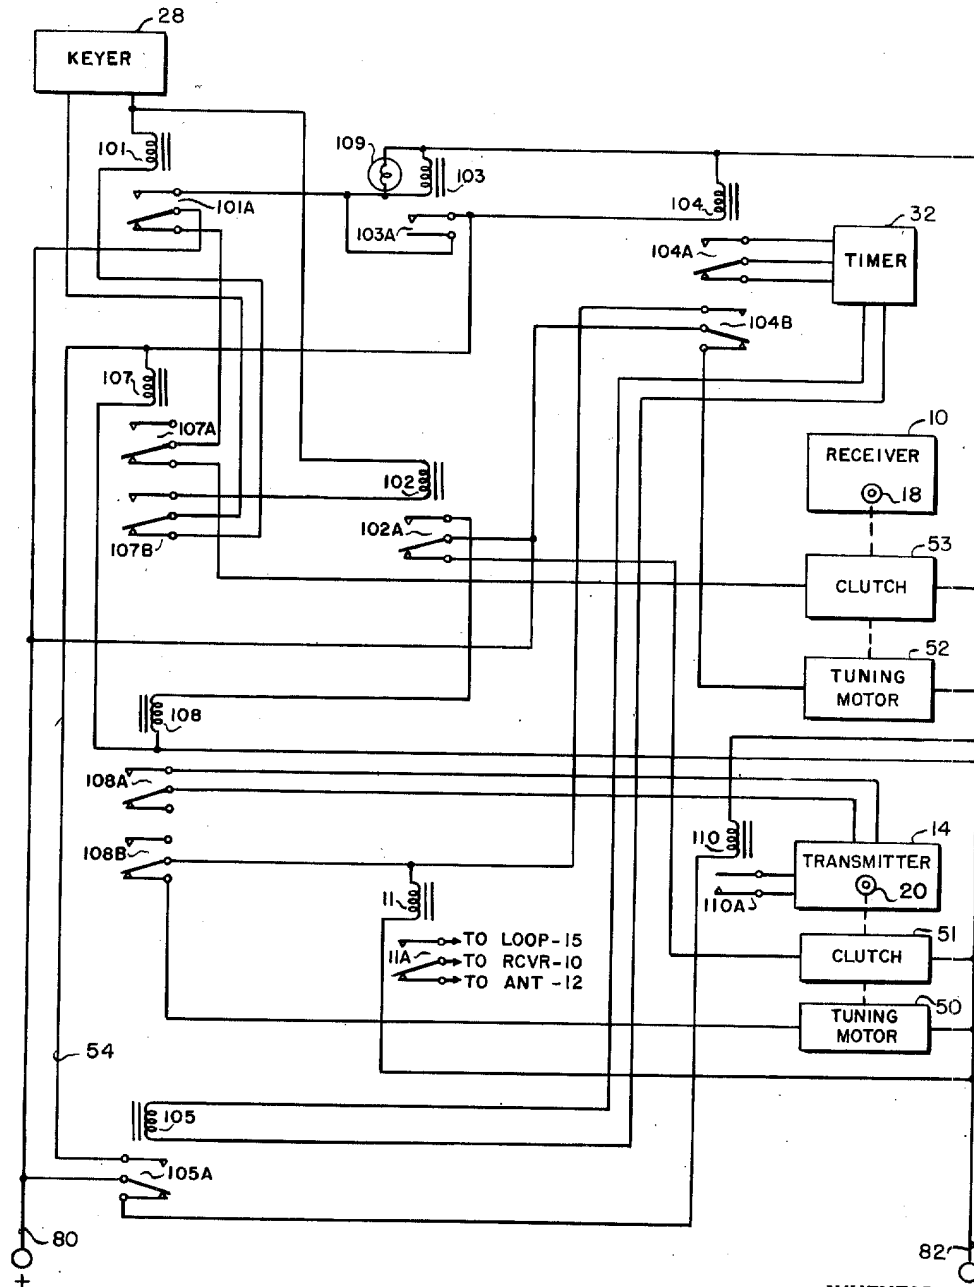 28
KEYER
101
109
103
104
32
101A
103A
104A
TIMER
104B
107
10
107A
RECEIVER
18
102
102A
107B
53
CLUTCH
52
TUNING
MOTOR
108
108A
14
110
108B
TRANSMITTER
20
110A
11
51
TO LOOP-15
11A
TO RCVR-10
CLUTCH
TO ANT -12
50
TUNING
MOTOR
54
105
105A
80
82
+